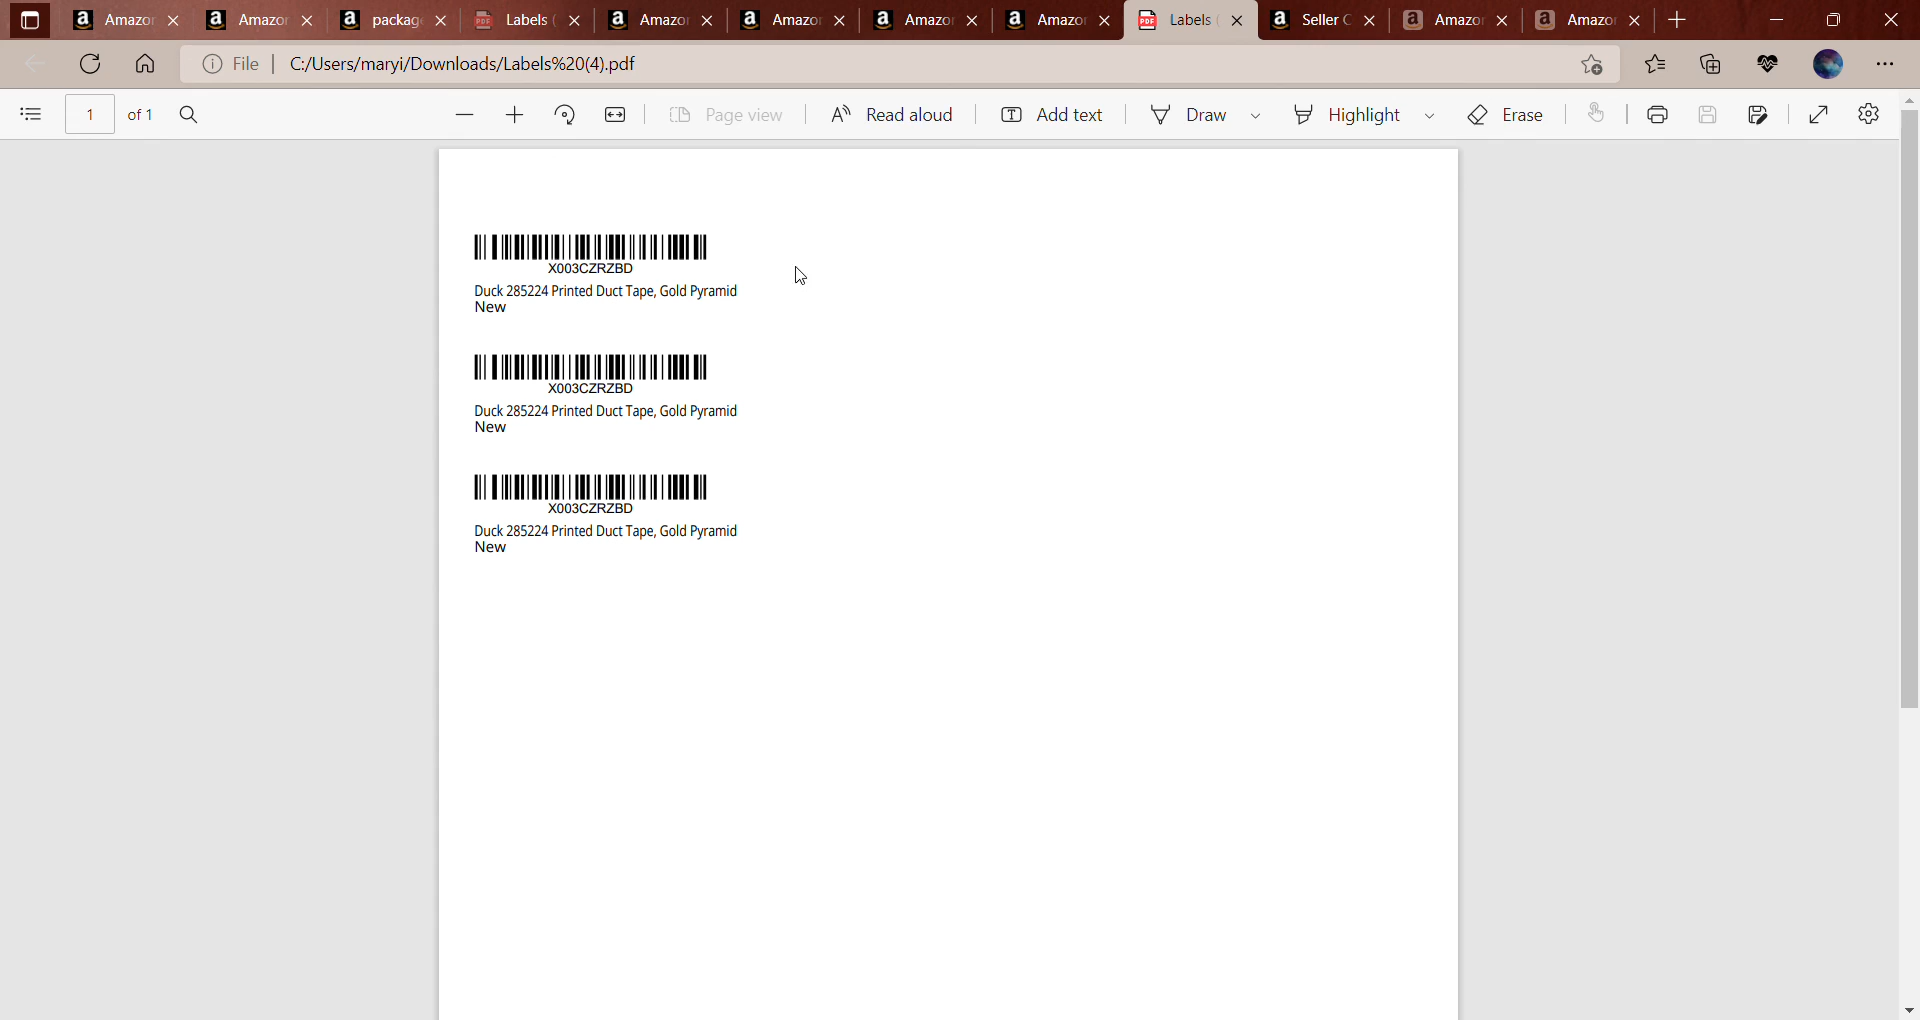 Amazo Amazo packag Labels ( Amazo Amazo Amazo Amazo Labels ( Seller C Amazo Amazo
File C:/Users/maryi/Downloads/Labels%20(4).pdf
1 of 1 Page view Read aloud Add text Draw Highlight Erase
X003CZRZBD
Duck 285224 Printed Duct Tape, Gold Pyramid
New
X003CZRZBD
Duck 285224 Printed Duct Tape, Gold Pyramid
New
X003CZRZBD
Duck 285224 Printed Duct Tape, Gold Pyramid
New